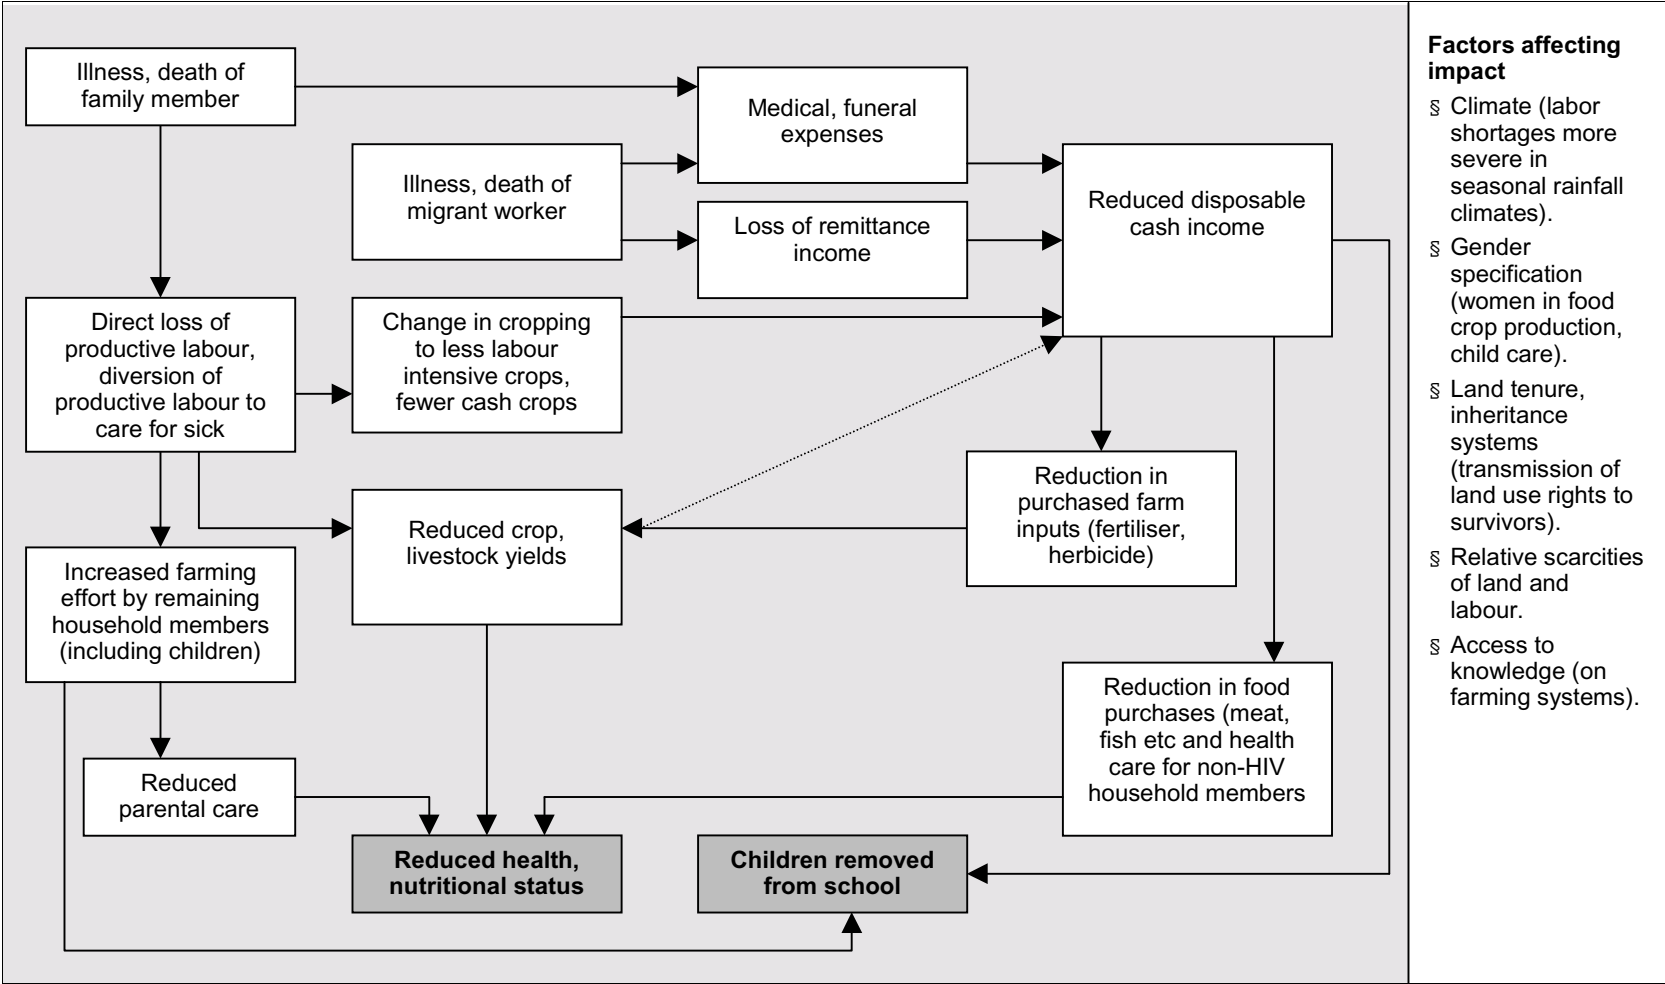 Illness, death of
family member
Medical, funeral
expenses
Illness, death of
migrant worker
Reduced disposable
cash income
Loss of remittance
income
Direct loss of
productive labour,
diversion of
productive labour to
care for sick
Change in cropping
to less labour
intensive crops,
fewer cash crops
Reduction in
purchased farm
inputs (fertiliser,
herbicide)
Reduced crop,
livestock yields
Increased farming
effort by remaining
household members
(including children)
Reduction in food
purchases (meat,
fish etc and health
care for non-HIV
household members
Reduced
parental care
Reduced health,
nutritional status
Children removed
from school
Factors affecting
impact
§ Climate (labor
shortages more
severe in
seasonal rainfall
climates).
§ Gender
specification
(women in food
crop production,
child care).
§ Land tenure,
inheritance
systems
(transmission of
land use rights to
survivors).
§ Relative scarcities
of land and
labour.
§ Access to
knowledge (on
farming systems).